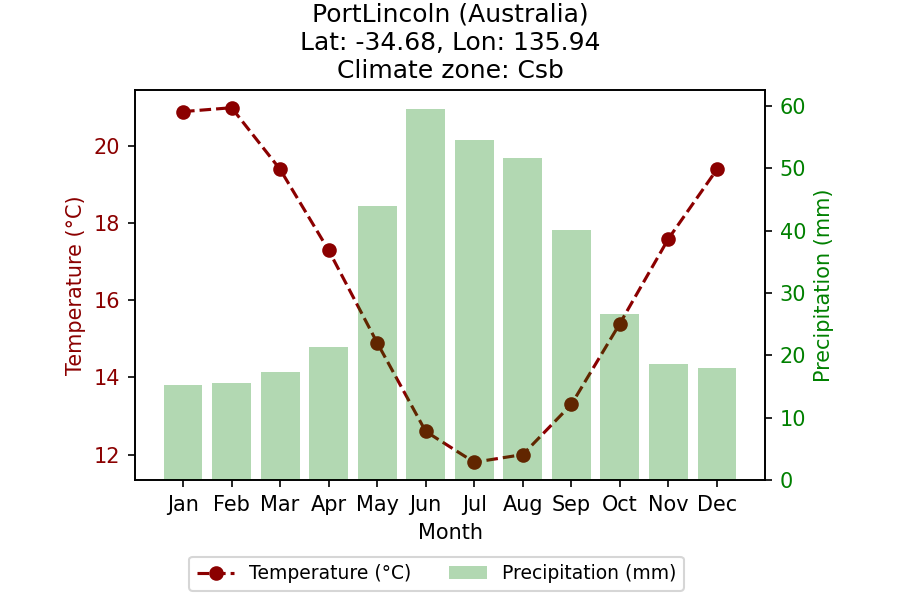 PortLincoln (Australia)
Lat: -34.68, Lon: 135.94
Climate zone: Csb
Temperature (°C)
20
18
16
14
12
60
50
40
30
20
10
0
Precipitation (mm)
Jan Feb Mar Apr May Jun Jul Aug Sep Oct Nov Dec
Month
Temperature (°C) Precipitation (mm)